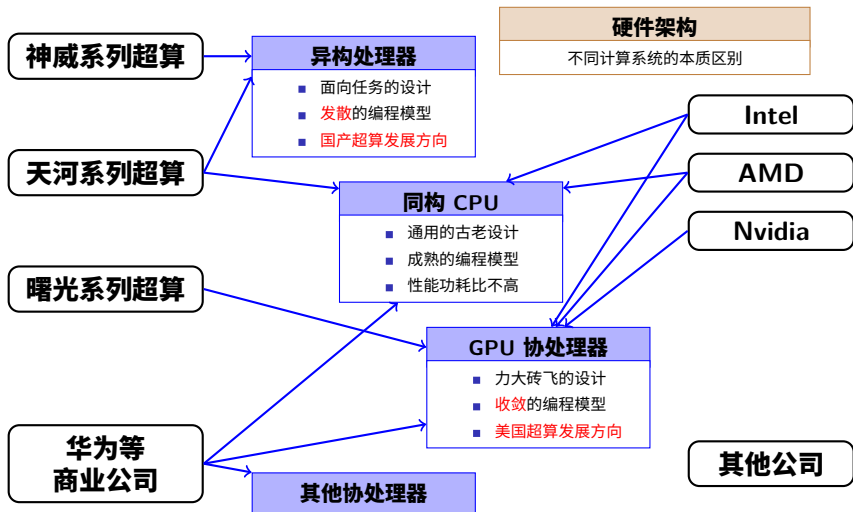 神威系列超算
天河系列超算
曙光系列超算
华为等
商业公司
异构处理器
面向任务的设计
发散的编程模型
国产超算发展方向
同构 CPU
通用的古老设计
成熟的编程模型
性能功耗比不高
GPU 协处理器
力大砖飞的设计
收敛的编程模型
美国超算发展方向
其他协处理器
硬件架构
不同计算系统的本质区别
Intel
AMD
Nvidia
其他公司